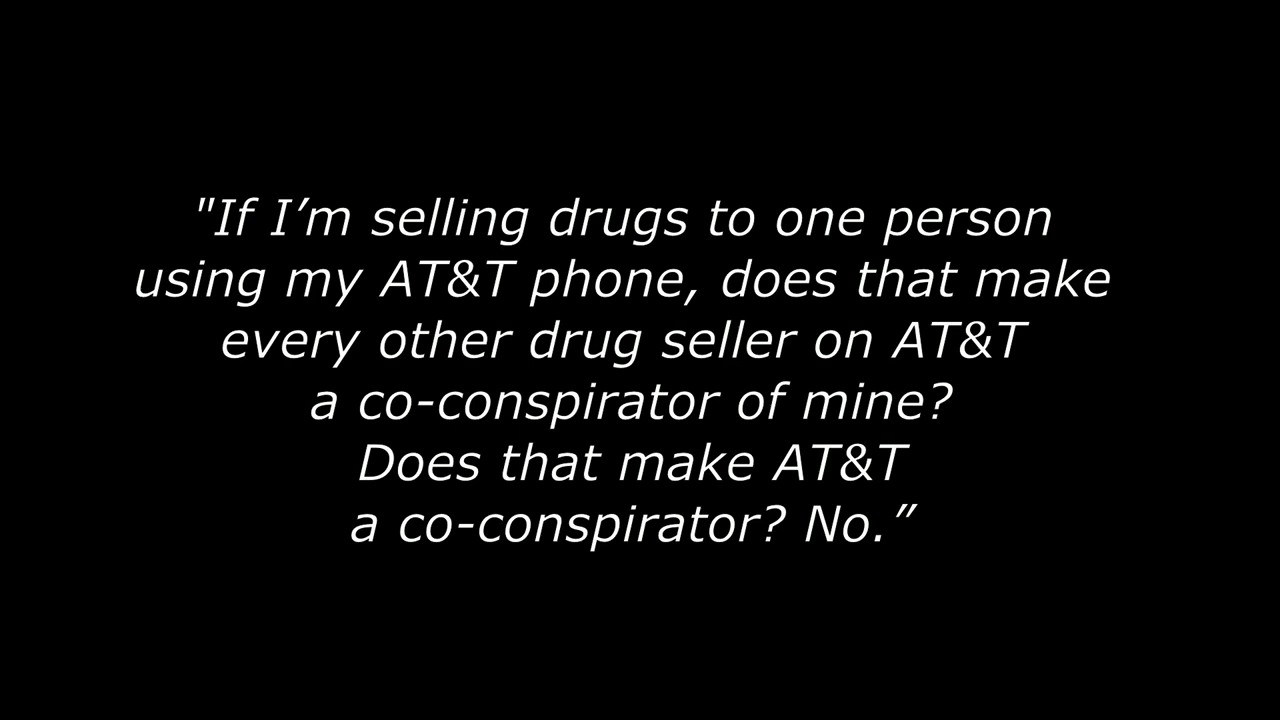 "If I’m selling drugs to one person
using my AT&T phone, does that make
every other drug seller on AT&T
a co-conspirator of mine?
Does that make AT&T
a co-conspirator? No.”